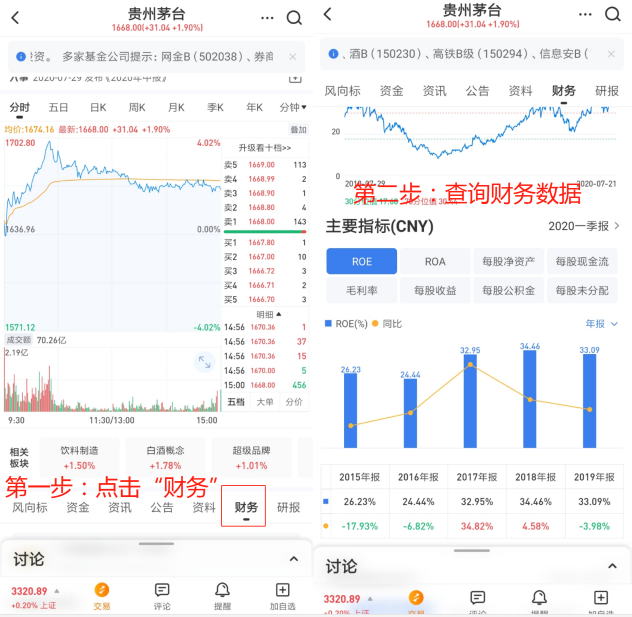 贵州茅台
1668.00(+31.04 +1.90%)
投资。 多家基金公司提示：网金B（502038）、券商
2020-07-29 发布《2020年中报》
分时 五日 日K 周K 月K 季K 年K 分钟
均价:1674.16 最新:1668.00 +31.04 +1.90% 叠加
1702.80 4.02%
1636.96 0.00%
1571.12 -4.02%
成交额 70.26亿
2.19亿
9:30 11:30/13:00 15:00
升级看十档>>
卖5 1669.00 113
卖4 1668.99 2
卖3 1668.90 1
卖2 1668.80 4
卖1 1668.00 143
买1 1667.80 1
买2 1667.00 10
买3 1666.72 3
买4 1666.71 2
买5 1666.70 3
明细
14:56 1670.36 1
14:56 1670.36 37
14:56 1670.36 15
14:56 1670.00 5
15:00 1668.00 456
五档 大单 分价
相关
板块
饮料制造
+1.50%
白酒概念
+1.78%
超级品牌
+1.01%
第一步：点击“财务”
风向标 资金 资讯 公告 资料 财务 研报
讨论
3320.89
+0.20% 上证
交易 评论 提醒 加自选
贵州茅台
1668.00(+31.04 +1.90%)
、酒B（150230）、高铁B级（150294）、信息安B（
风向标 资金 资讯 公告 资料 财务 研报
20
0
2020-07-21
第二步：查询财务数据
主要指标(CNY) 2020一季报
ROE ROA 每股净资产 每股现金流
毛利率 每股收益 每股公积金 每股未分配
ROE(%) 同比 年报
26.23 24.44 32.95 34.46 33.09
2015年报 2016年报 2017年报 2018年报 2019年报
26.23% 24.44% 32.95% 34.46% 33.09%
-17.93% -6.82% 34.82% 4.58% -3.98%
讨论
3320.89
+0.20% 上证
交易 评论 提醒 加自选